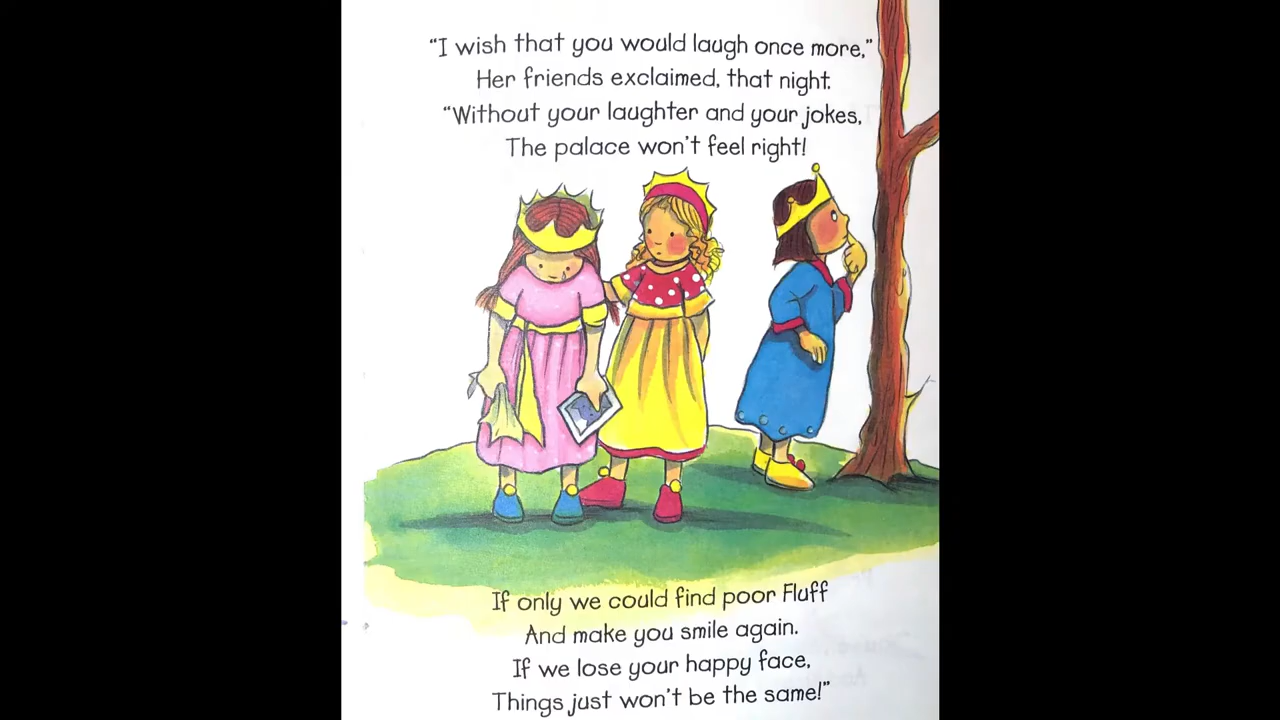 “I wish that you would laugh once more,”
Her friends exclaimed, that night.
“Without your laughter and your jokes,
The palace won’t feel right!
If only we could find poor Fluff
And make you smile again.
If we lose your happy face,
Things just won’t be the same!”